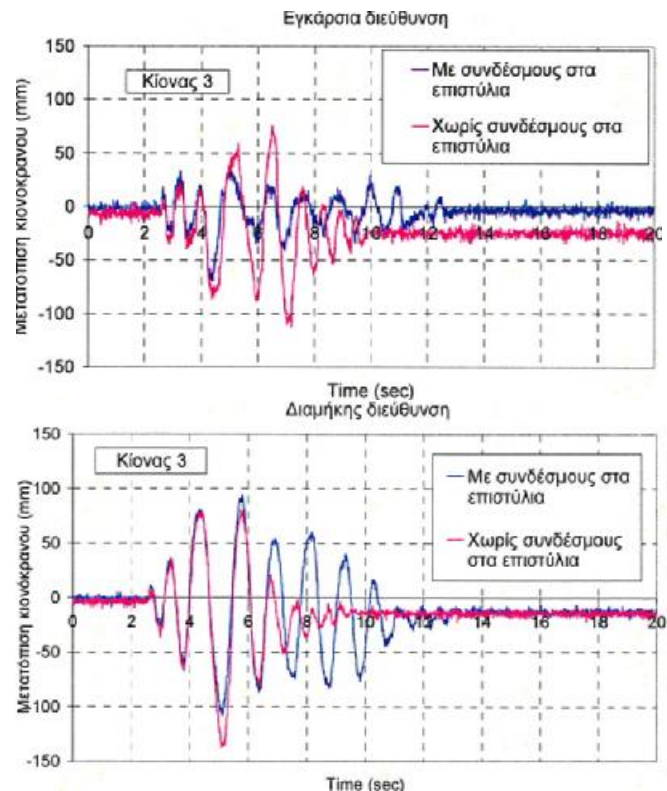 Εγκάρσια διεύθυνση
Μετατόπιση κιονοκρανου (mm)
150
100
50
0
-50
-100
-150
Κίονας 3
Με συνδέσμους στα
επιστύλια
Χωρίς συνδέσμους στα
επιστύλια
0 2 4 6 8 10 12 14 16 18 20
Time (sec)
Διαμήκης διεύθυνση
Μετατόπιση κιονόκρανου (mm)
150
100
50
0
-50
-100
-150
Κίονας 3
Με συνδέσμους στα
επιστύλια
Χωρίς συνδέσμους
στα επιστύλια
0 2 4 6 8 10 12 14 16 18 20
Time (sec)